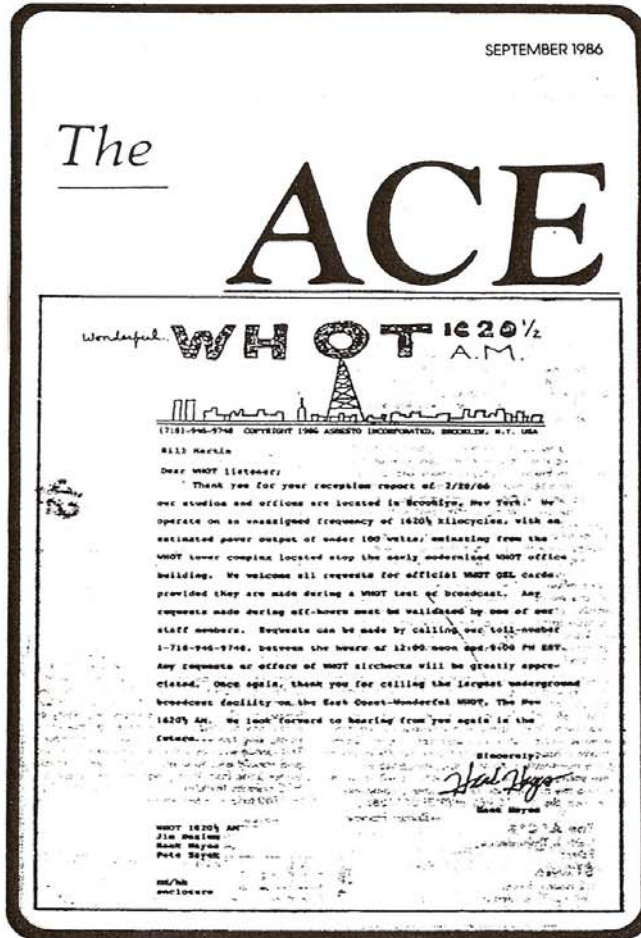 SEPTEMBER 1986
The
ACE
Wonderful.. WHOT 1620½
A.M.
(718)-946-9748 COPYRIGHT 1986 ASBESTO INCORPORATED, BROOKLYN, N.Y. USA
Bill Martin
Dear WHOT listener;
Thank you for your reception report of 2/28/86
our studios and offices are located in Brooklyn, New York. We
operate on an unassigned frequency of 1620½ kilocycles, with an
estimated power output of under 100 watts, eminating from the
WHOT tower complex located atop the newly modernized WHOT office
building. We welcome all requests for official WHOT QSL cards,
provided they are made during a WHOT test or broadcast. Any
requests made during off-hours must be validated by one of our
staff members. Requests can be made by calling our toll-number
1-718-946-9748, between the hours of 12:00 noon and 9:00 PM EST.
Any requests or offers of WHOT airchecks will be greatly appre-
ciated. Once again, thank you for calling the largest underground
broadcast facility on the East Coast-Wonderful WHOT, The New
1620½ AM. We look forward to hearing from you again in the
future.
Sincerely,
Hank Hayes
Hank Hayes
WHOT 1620½ AM
Jim
Hank Hayes
Pete
enclosure